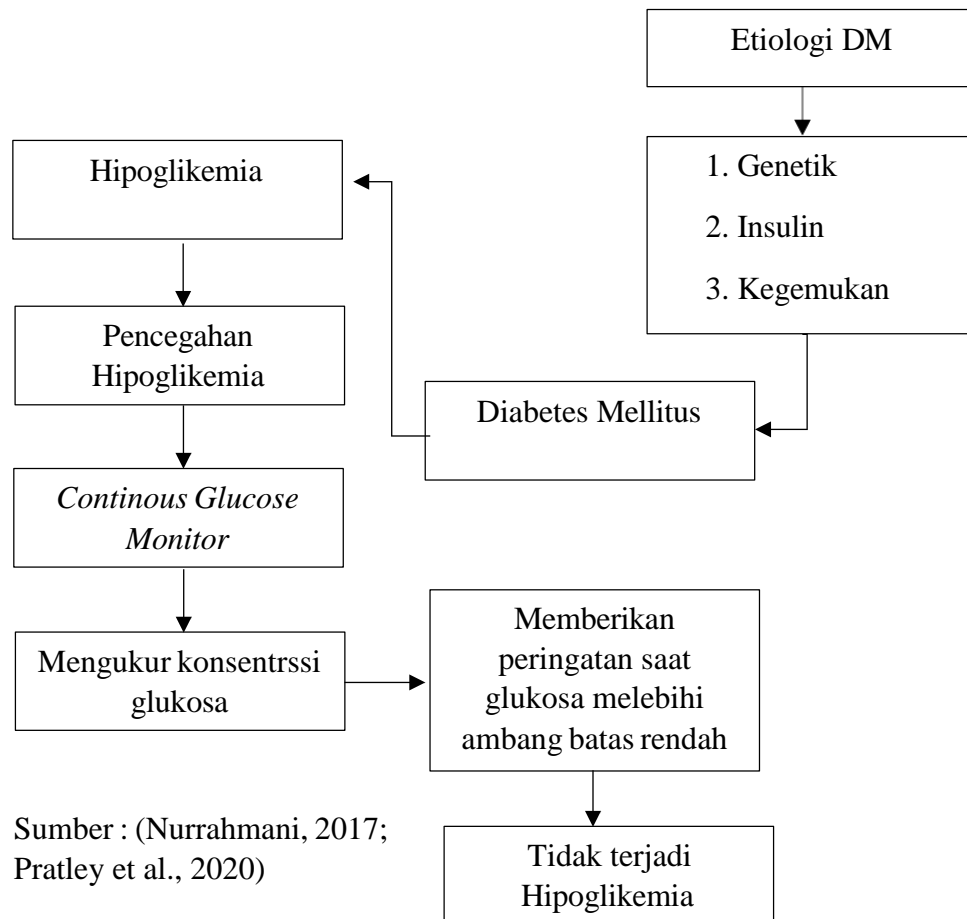 Etiologi DM
1. Genetik
2. Insulin
3. Kegemukan
Diabetes Mellitus
Hipoglikemia
Pencegahan
Hipoglikemia
Continous Glucose
Monitor
Mengukur konsentrssi
glukosa
Memberikan
peringatan saat
glukosa melebihi
ambang batas rendah
Tidak terjadi
Hipoglikemia
Sumber : (Nurrahmani, 2017;
Pratley et al., 2020)